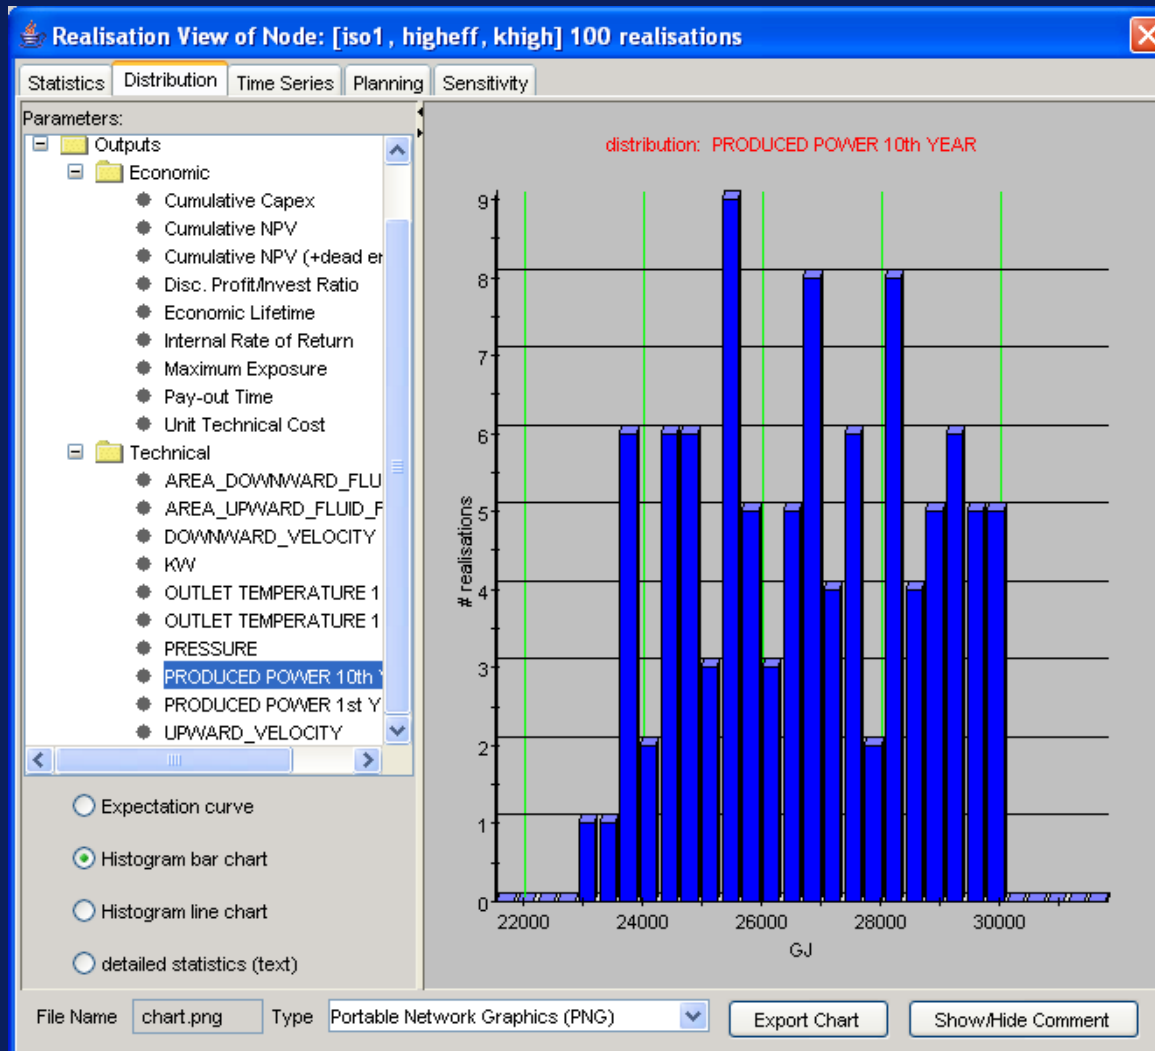 Realisation View of Node: [iso1, higheff, khigh] 100 realisations
Statistics Distribution Time Series Planning Sensitivity
Parameters:
Outputs
Economic
Cumulative Capex
Cumulative NPV
Cumulative NPV (+dead er
Disc. Profit/Invest Ratio
Economic Lifetime
Internal Rate of Return
Maximum Exposure
Pay-out Time
Unit Technical Cost
Technical
AREA_DOWNWARD_FLU
AREA_UPWARD_FLUID_F
DOWNWARD_VELOCITY
KW
OUTLET TEMPERATURE 1
OUTLET TEMPERATURE 1
PRESSURE
PRODUCED POWER 10th Y
PRODUCED POWER 1st Y
UPWARD_VELOCITY
Expectation curve
Histogram bar chart
Histogram line chart
detailed statistics (text)
distribution: PRODUCED POWER 10th YEAR
9
8
7
6
5
4
3
2
1
0
# realisations
22000 24000 26000 28000 30000
GJ
File Name chart.png Type Portable Network Graphics (PNG) Export Chart Show/Hide Comment